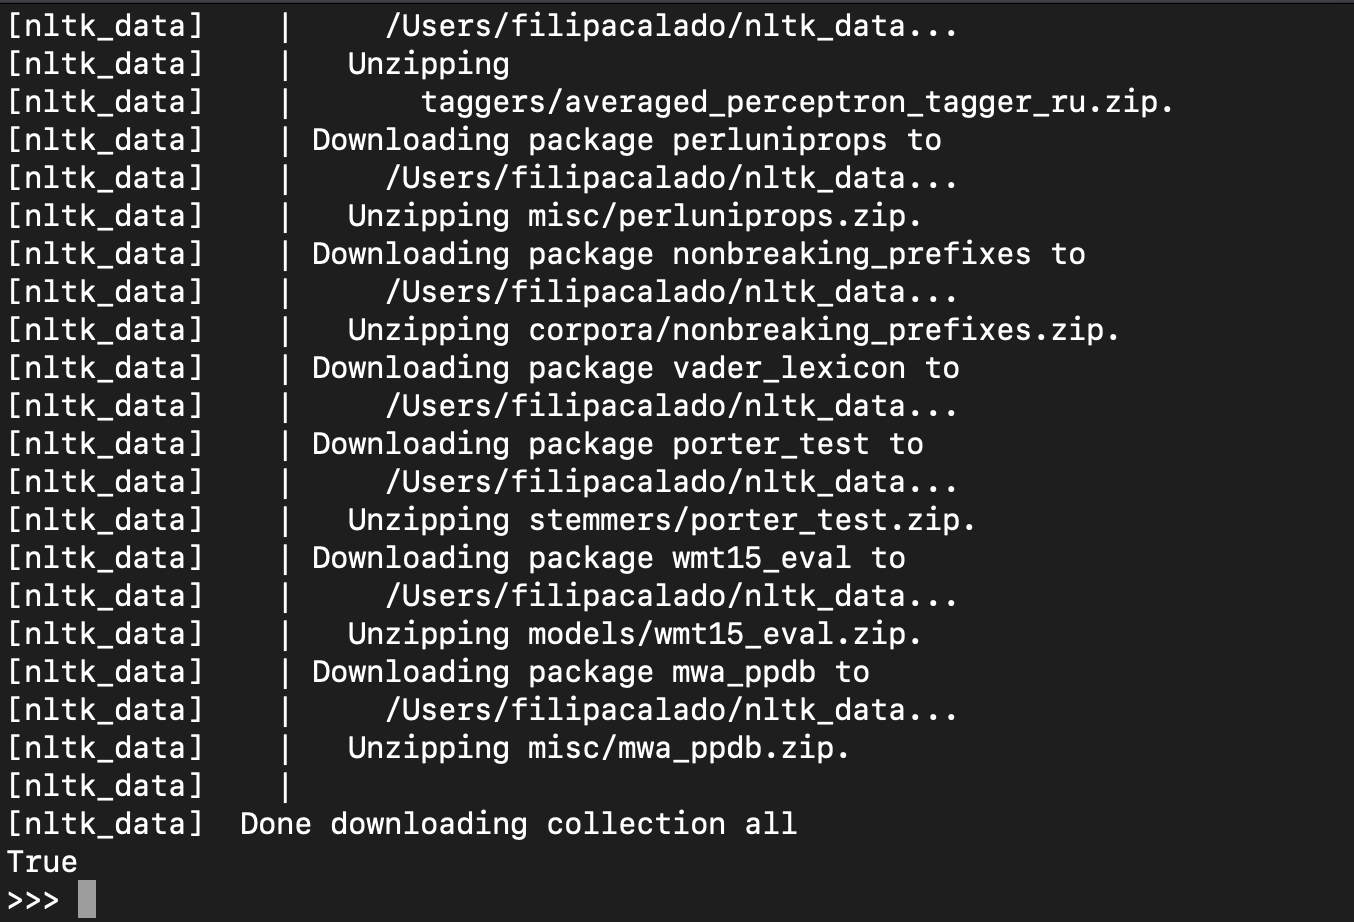 [nltk_data]    |     /Users/filipacalado/nltk_data...
[nltk_data]    |   Unzipping
[nltk_data]    |       taggers/averaged_perceptron_tagger_ru.zip.
[nltk_data]    | Downloading package perluniprops to
[nltk_data]    |     /Users/filipacalado/nltk_data...
[nltk_data]    |   Unzipping misc/perluniprops.zip.
[nltk_data]    | Downloading package nonbreaking_prefixes to
[nltk_data]    |     /Users/filipacalado/nltk_data...
[nltk_data]    |   Unzipping corpora/nonbreaking_prefixes.zip.
[nltk_data]    | Downloading package vader_lexicon to
[nltk_data]    |     /Users/filipacalado/nltk_data...
[nltk_data]    | Downloading package porter_test to
[nltk_data]    |     /Users/filipacalado/nltk_data...
[nltk_data]    |   Unzipping stemmers/porter_test.zip.
[nltk_data]    | Downloading package wmt15_eval to
[nltk_data]    |     /Users/filipacalado/nltk_data...
[nltk_data]    |   Unzipping models/wmt15_eval.zip.
[nltk_data]    | Downloading package mwa_ppdb to
[nltk_data]    |     /Users/filipacalado/nltk_data...
[nltk_data]    |   Unzipping misc/mwa_ppdb.zip.
[nltk_data]    |
[nltk_data]  Done downloading collection all
True
>>>